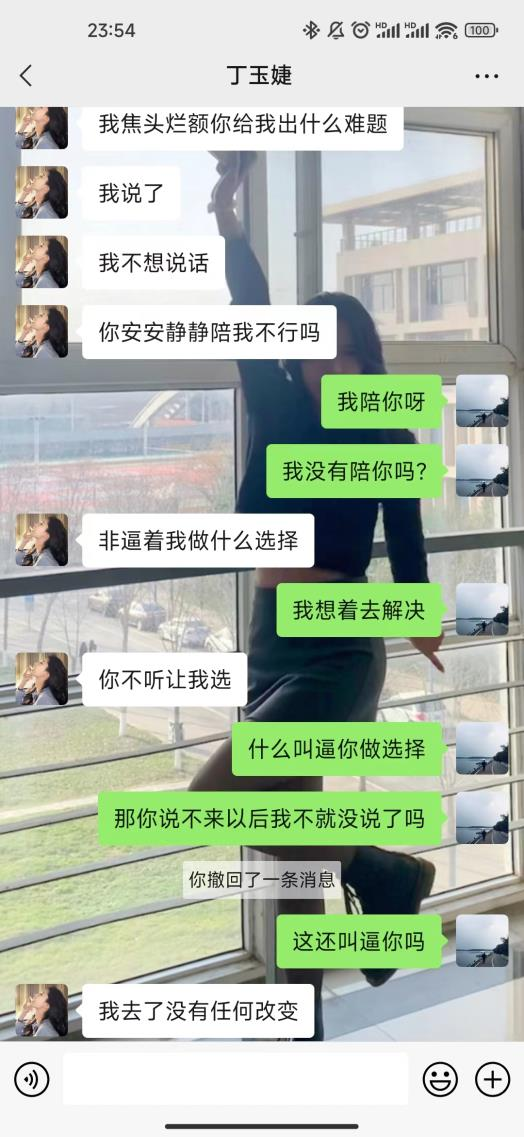 23:54
HD HD 100
丁玉婕
我焦头烂额你给我出什么难题
我说了
我不想说话
你安安静静陪我不行吗
我陪你呀
我没有陪你吗?
非逼着我做什么选择
我想着去解决
你不听让我选
什么叫逼你做选择
那你说不来以后我不就没说了吗
你撤回了一条消息
这还叫逼你吗
我去了没有任何改变